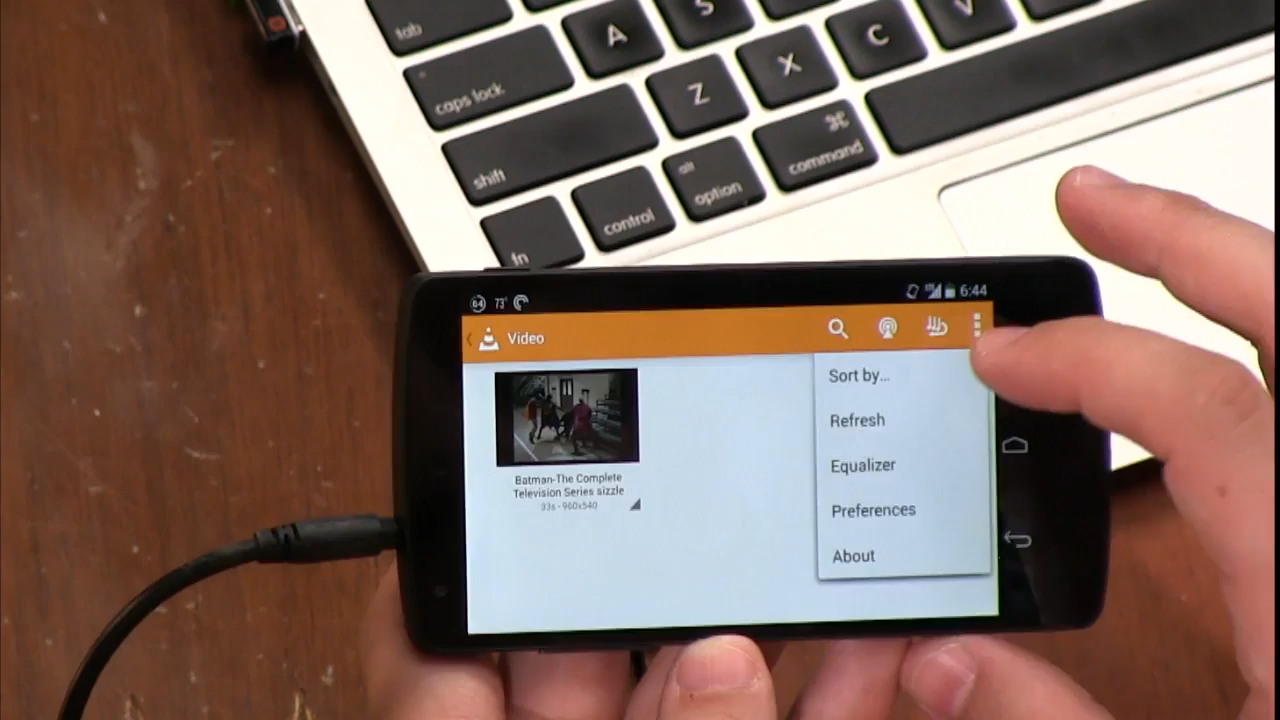 tab
A
S
caps lock
Z
X
C
V
shift
⌘
command
alt
option
control
fn
64 73° 6:44
Video
Sort by...
Refresh
Equalizer
Preferences
About
Batman-The Complete
Television Series sizzle
33s - 960x540